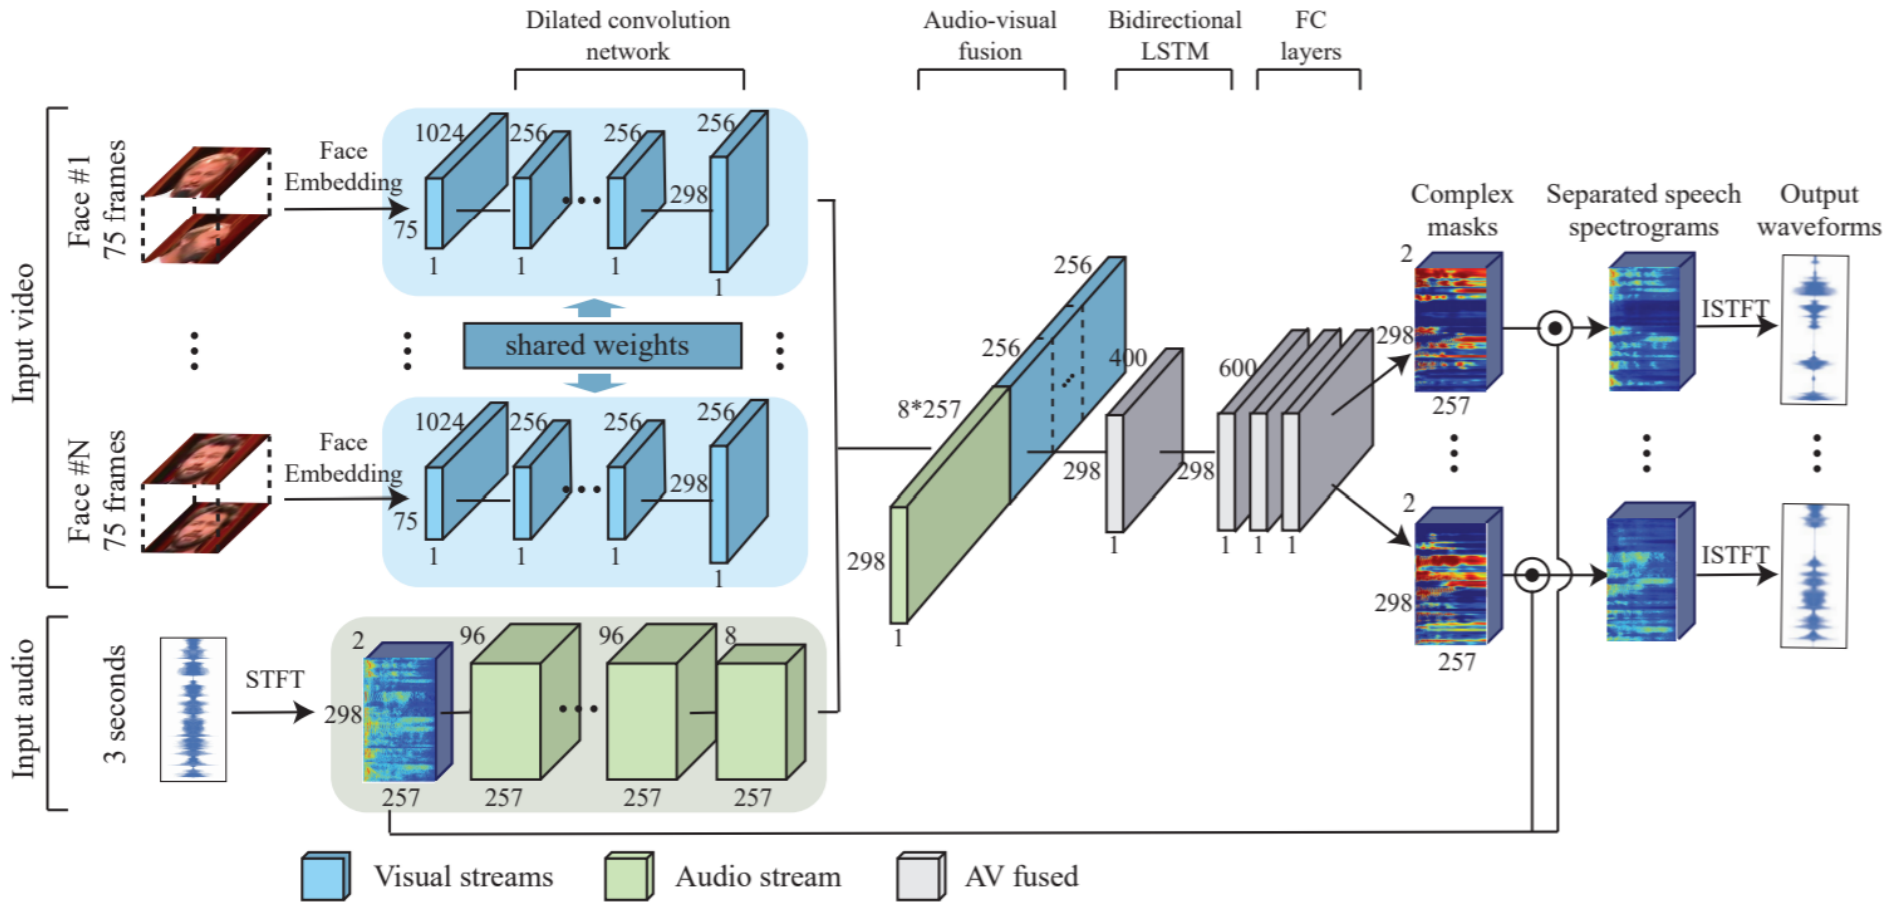 Dilated convolution
network
Audio-visual
fusion
Bidirectional
LSTM
FC
layers
Input video
Face #1
75 frames
Face
Embedding
1024
256
256
256
75
298
1
1
1
1
shared weights
Face #N
75 frames
Face
Embedding
1024
256
256
256
75
298
1
1
1
1
Input audio
3 seconds
STFT
2
96
96
8
298
257
257
257
257
256
256
8*257
298
1
400
298
1
600
298
1
1
1
Complex
masks
2
298
257
2
298
257
Separated speech
spectrograms
ISTFT
ISTFT
Output
waveforms
Visual streams
Audio stream
AV fused